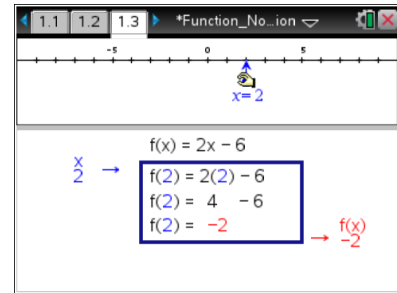 1.1 1.2 1.3 *Function_No...ion
-5 0 5
x=2
f(x) = 2x − 6
x
2 →
f(2) = 2(2) − 6
f(2) = 4 − 6
f(2) = −2
→ f(x)
−2